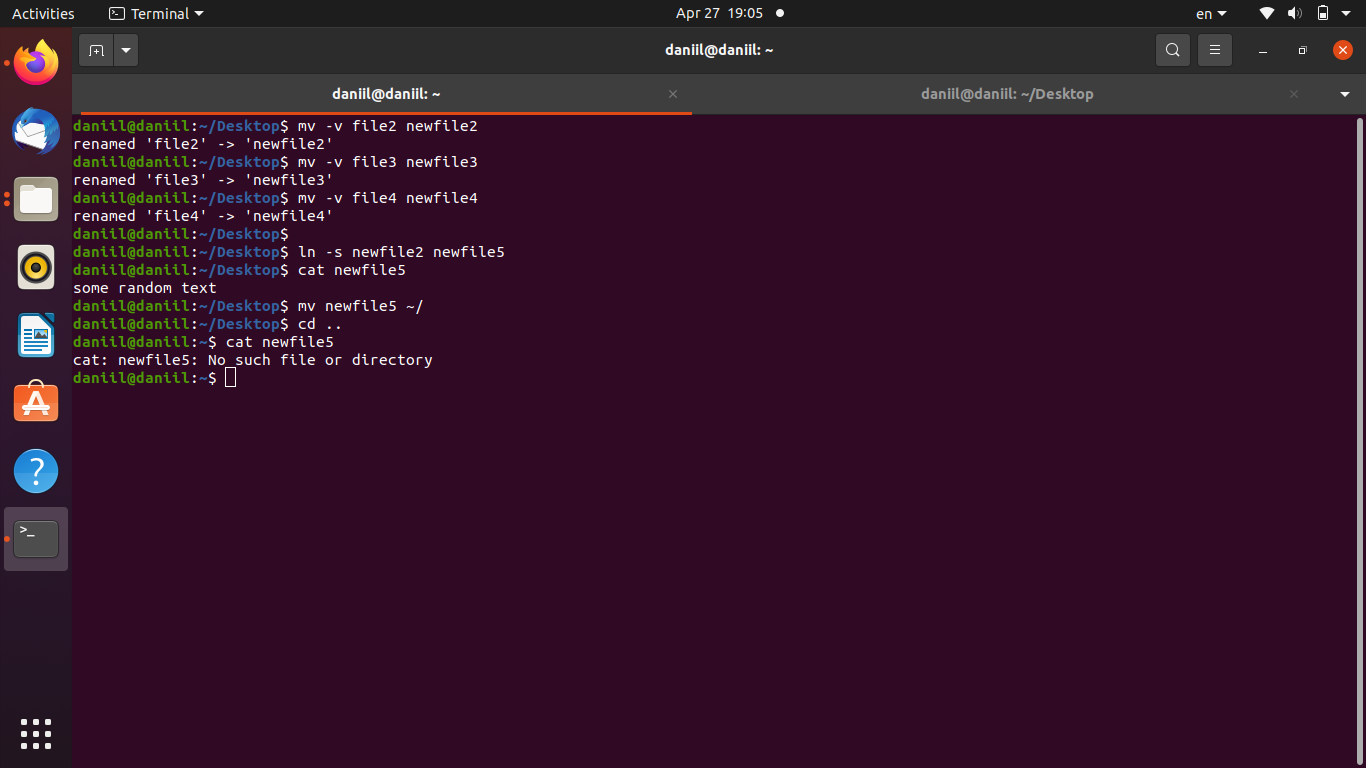 Activities
Terminal
Apr 27 19:05
en
daniil@daniil: ~
daniil@daniil: ~
daniil@daniil: ~/Desktop
daniil@daniil:~/Desktop$ mv -v file2 newfile2
renamed 'file2' -> 'newfile2'
daniil@daniil:~/Desktop$ mv -v file3 newfile3
renamed 'file3' -> 'newfile3'
daniil@daniil:~/Desktop$ mv -v file4 newfile4
renamed 'file4' -> 'newfile4'
daniil@daniil:~/Desktop$
daniil@daniil:~/Desktop$ ln -s newfile2 newfile5
daniil@daniil:~/Desktop$ cat newfile5
some random text
daniil@daniil:~/Desktop$ mv newfile5 ~/
daniil@daniil:~/Desktop$ cd ..
daniil@daniil:~$ cat newfile5
cat: newfile5: No such file or directory
daniil@daniil:~$